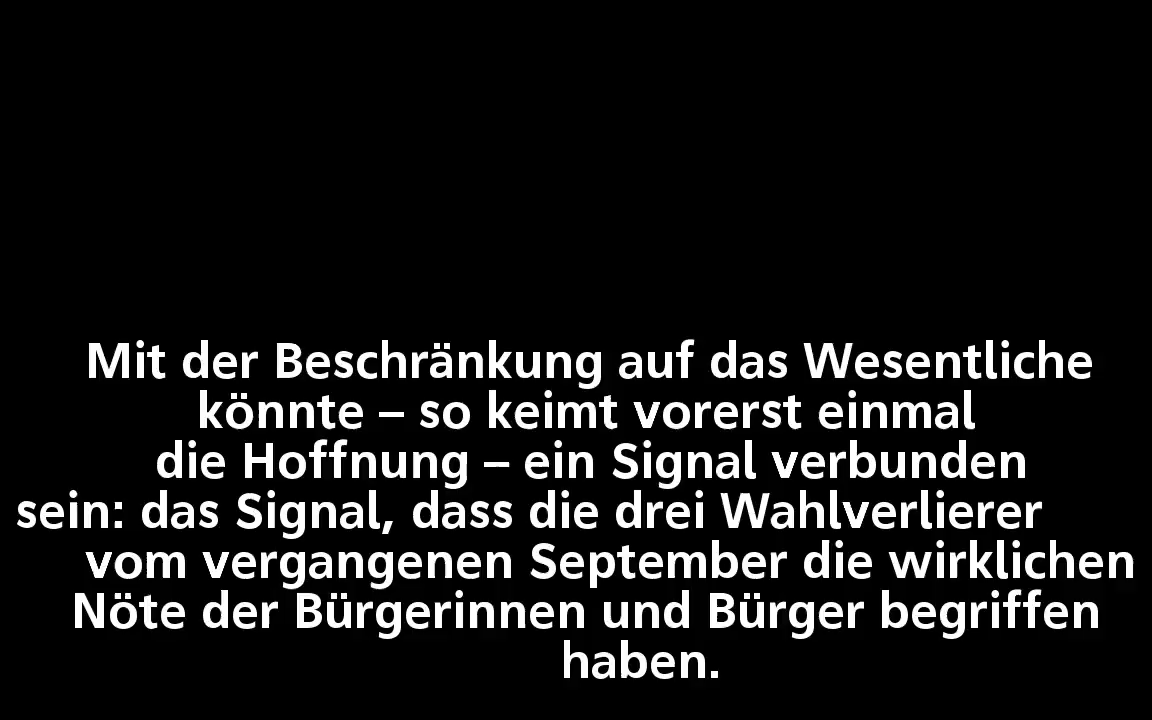 Mit der Beschränkung auf das Wesentliche
könnte – so keimt vorerst einmal
die Hoffnung – ein Signal verbunden
sein: das Signal, dass die drei Wahlverlierer
vom vergangenen September die wirklichen
Nöte der Bürgerinnen und Bürger begriffen
haben.